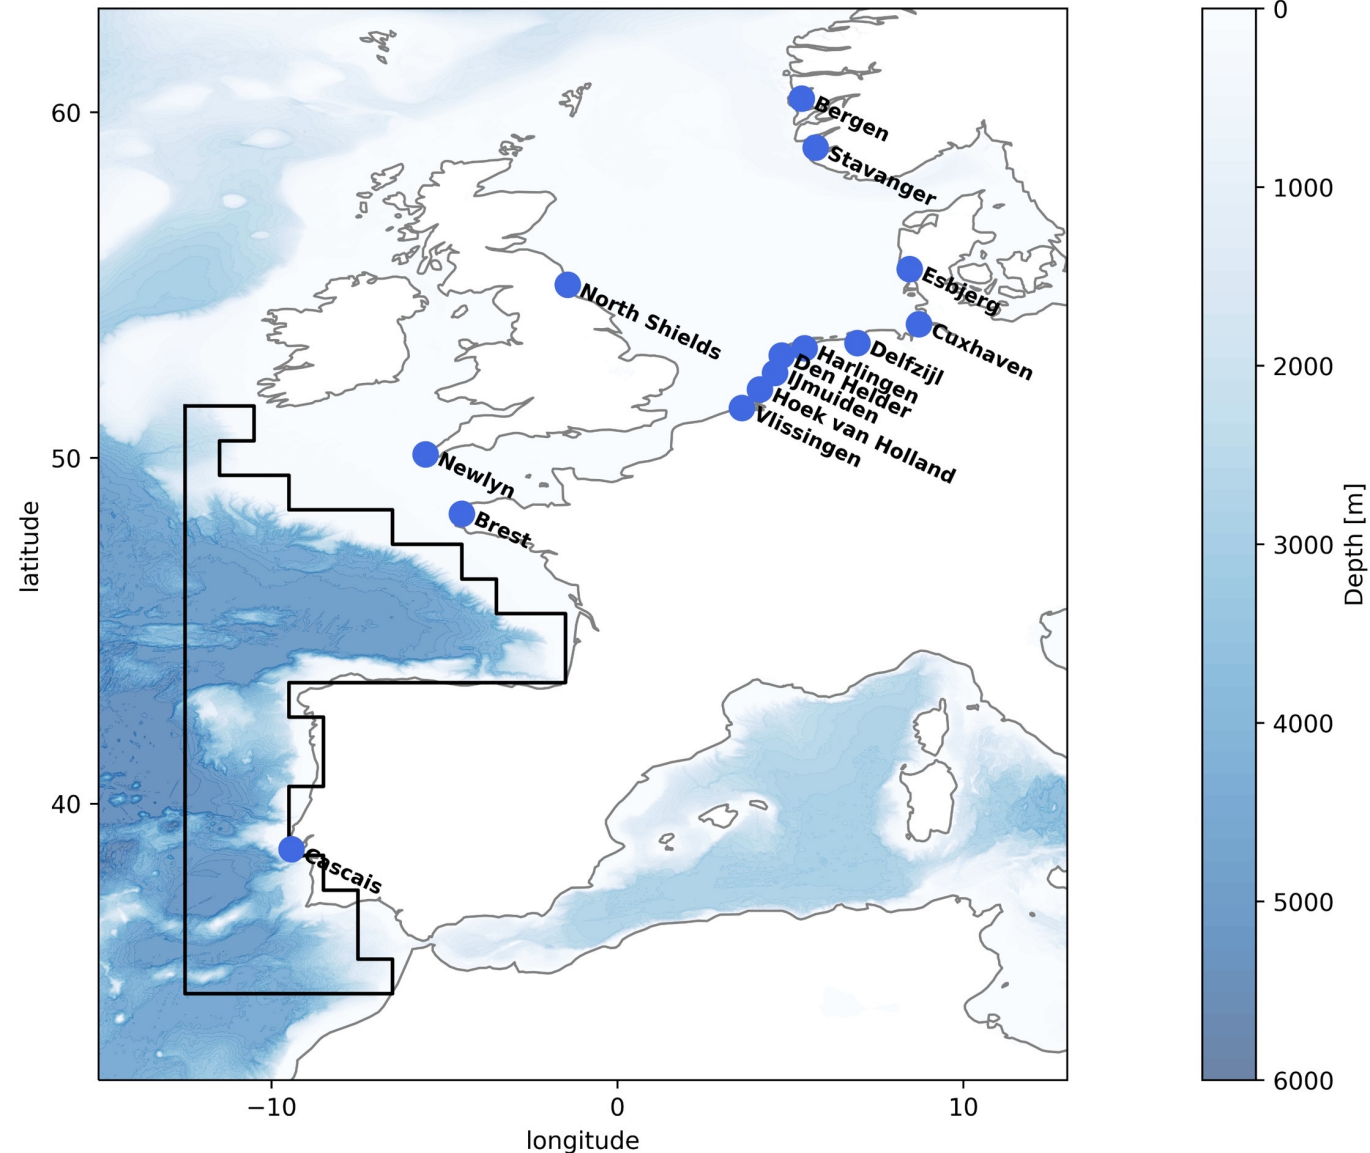 0
60
Bergen
Stavanger
1000
Esbjerg
North Shields
Cuxhaven
Delfzijl
Harlingen
Den Helder
IJmuiden
Hoek van Holland
Vlissingen
2000
50
Newlyn
Brest
latitude
3000
Depth [m]
4000
40
Cascais
5000
6000
−10
0
10
longitude